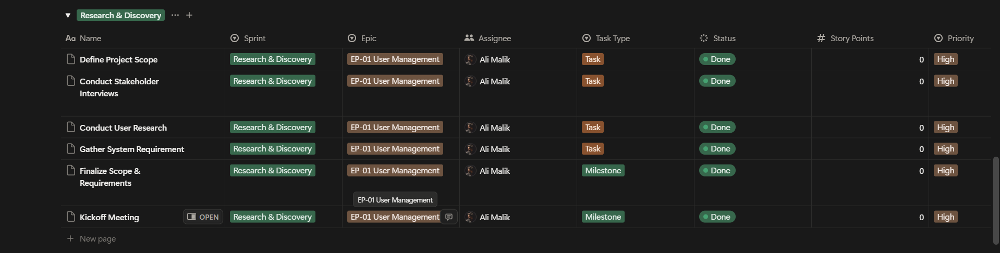 Research & Discovery
Aa Name Sprint Epic Assignee Task Type Status # Story Points Priority
Define Project Scope Research & Discovery EP-01 User Management Ali Malik Task Done 0 High
Conduct Stakeholder Research & Discovery EP-01 User Management Ali Malik Task Done 0 High
Interviews
Conduct User Research Research & Discovery EP-01 User Management Ali Malik Task Done 0 High
Gather System Requirement Research & Discovery EP-01 User Management Ali Malik Task Done 0 High
Finalize Scope & Research & Discovery EP-01 User Management Ali Malik Milestone Done 0 High
Requirements
EP-01 User Management
Kickoff Meeting OPEN Research & Discovery EP-01 User Management Ali Malik Milestone Done 0 High
+ New page